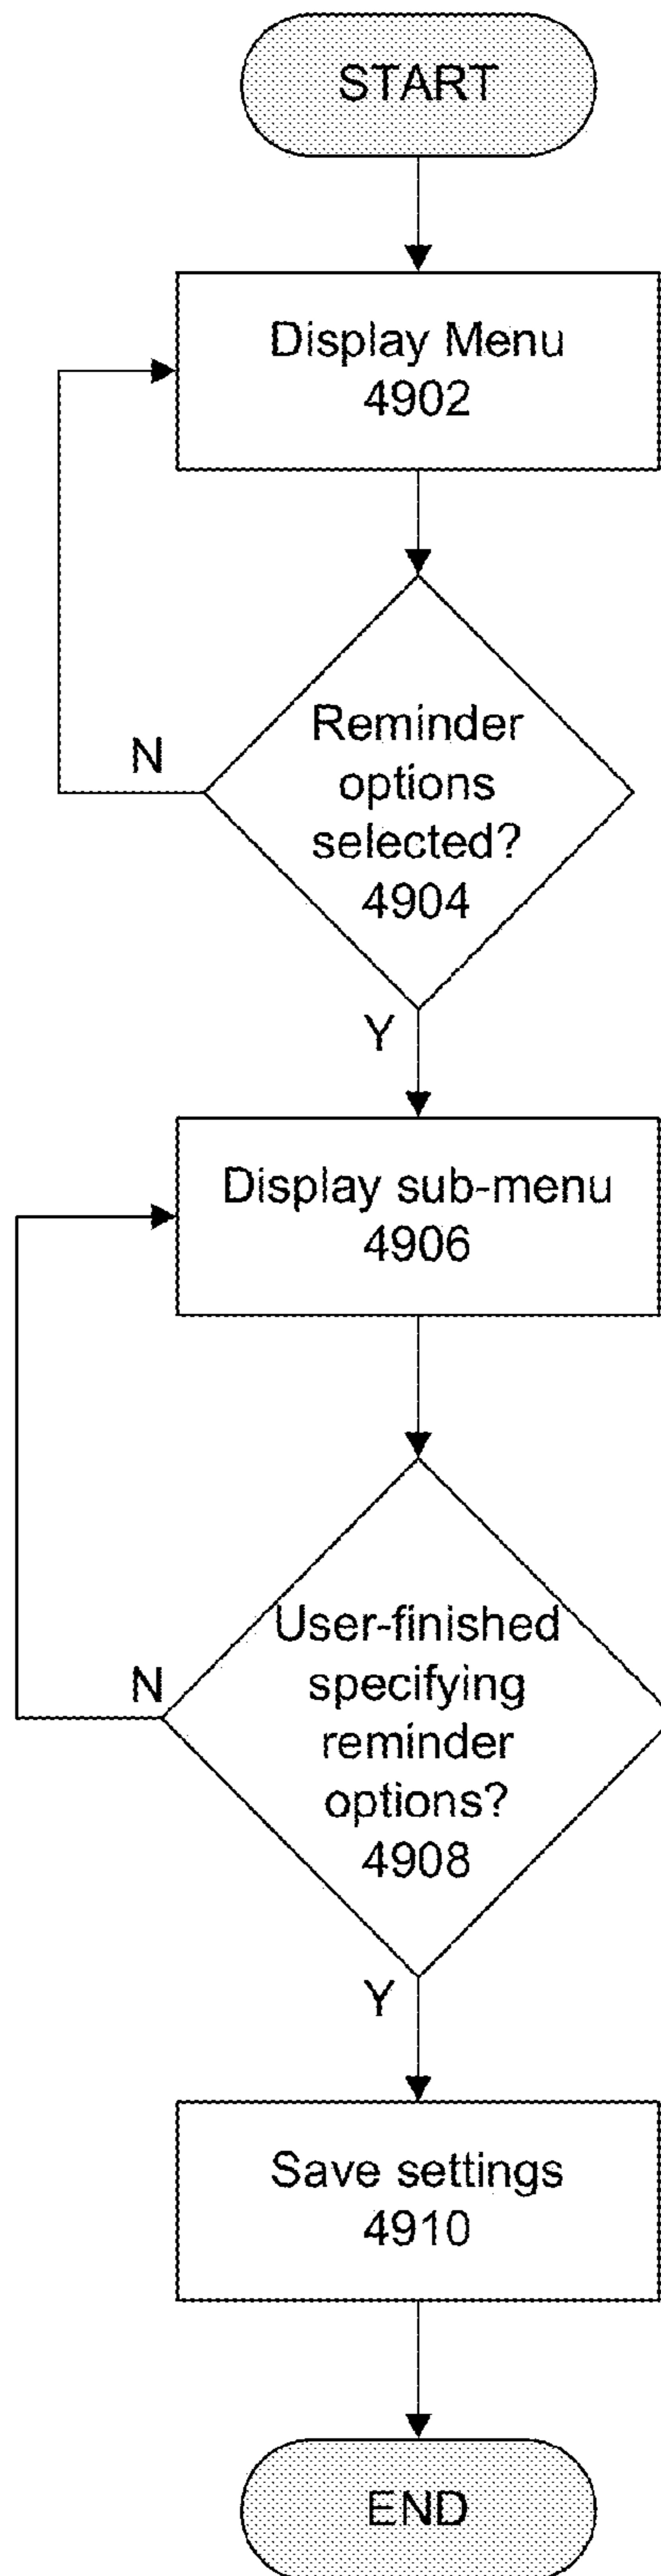 START
Display Menu
4902
Reminder
options
selected?
4904
N
Y
Display sub-menu
4906
User-finished
specifying
reminder
options?
4908
N
Y
Save settings
4910
END